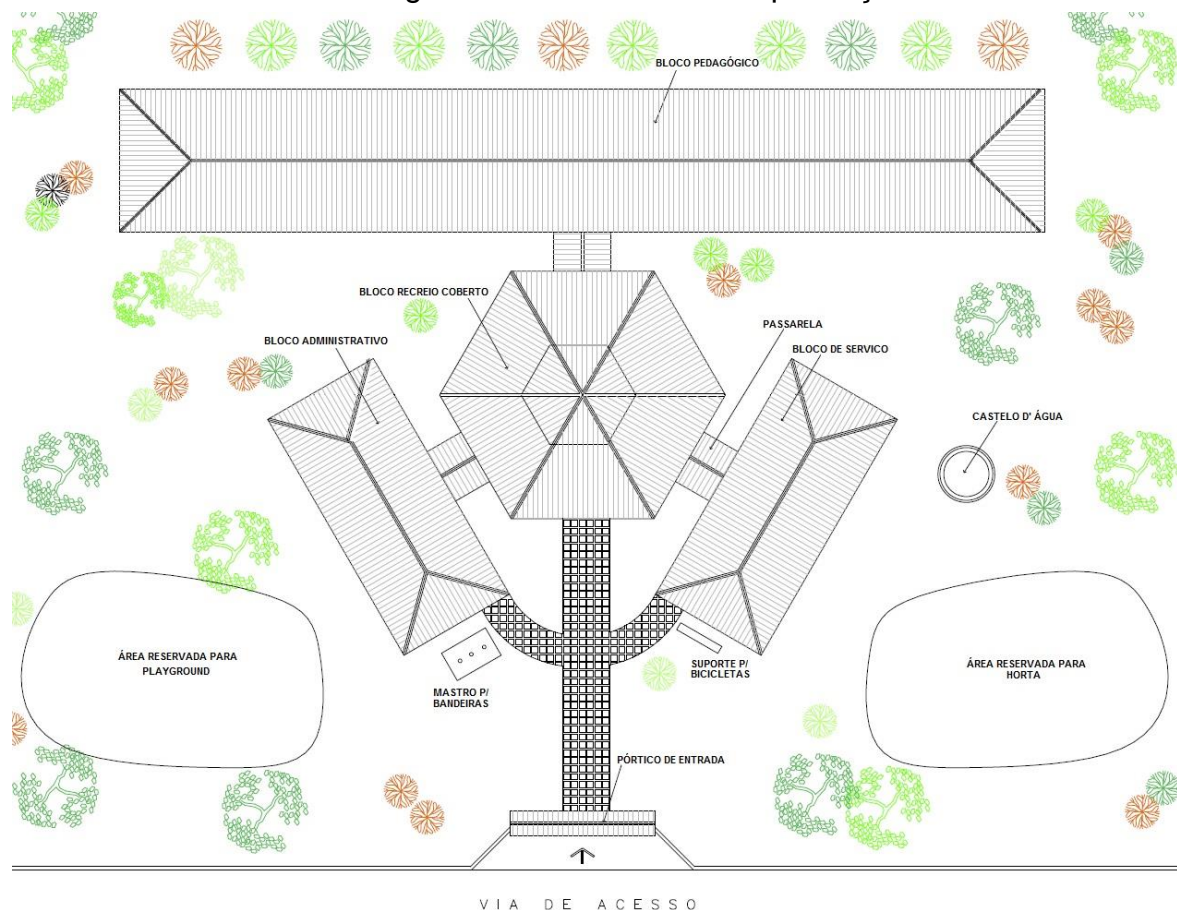 BLOCO PEDAGÓGICO
BLOCO RECREIO COBERTO
PASSARELA
BLOCO ADMINISTRATIVO
BLOCO DE SERVICO
CASTELO D' ÁGUA
ÁREA RESERVADA PARA
PLAYGROUND
SUPORTE P/
BICICLETAS
ÁREA RESERVADA PARA
HORTA
MASTRO P/
BANDEIRAS
PÓRTICO DE ENTRADA
VIA DE ACESSO